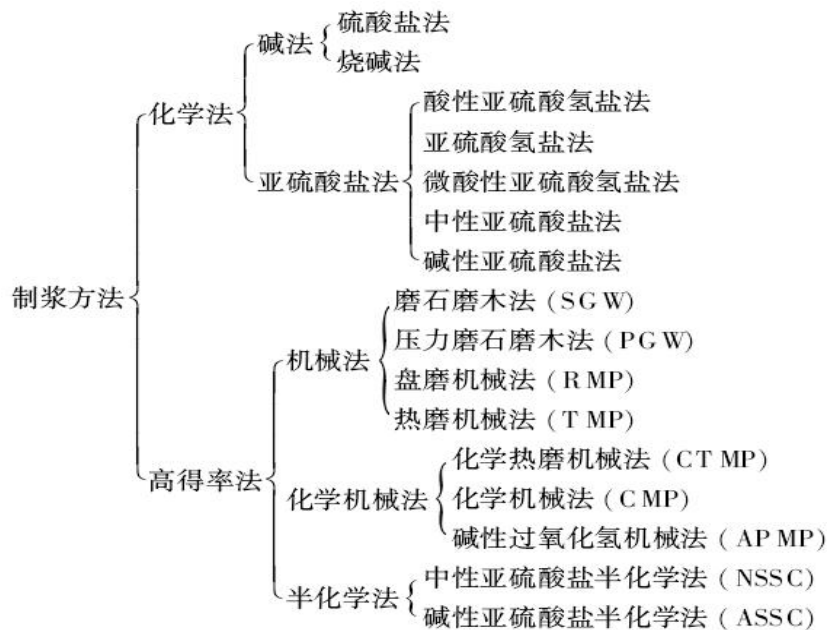 硫酸盐法
碱法
烧碱法
酸性亚硫酸氢盐法
化学法
亚硫酸氢盐法
亚硫酸盐法
微酸性亚硫酸氢盐法
中性亚硫酸盐法
碱性亚硫酸盐法
制浆方法
磨石磨木法(SGW)
压力磨石磨木法(PGW)
机械法
盘磨机械法(RMP)
热磨机械法(TMP)
高得率法
化学热磨机械法(CTMP)
化学机械法
化学机械法(CMP)
碱性过氧化氢机械法(APMP)
中性亚硫酸盐半化学法(NSSC)
半化学法
碱性亚硫酸盐半化学法(ASSC)